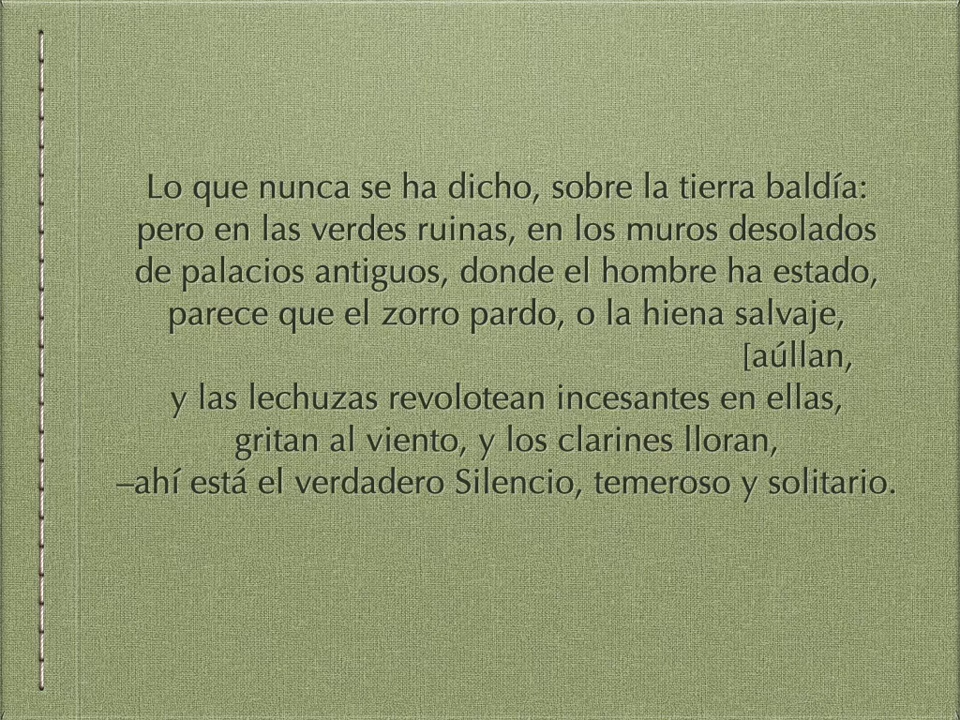 Lo que nunca se ha dicho, sobre la tierra baldía:
pero en las verdes ruinas, en los muros desolados
de palacios antiguos, donde el hombre ha estado,
parece que el zorro pardo, o la hiena salvaje,
[aúllan,
y las lechuzas revolotean incesantes en ellas,
gritan al viento, y los clarines lloran,
–ahí está el verdadero Silencio, temeroso y solitario.